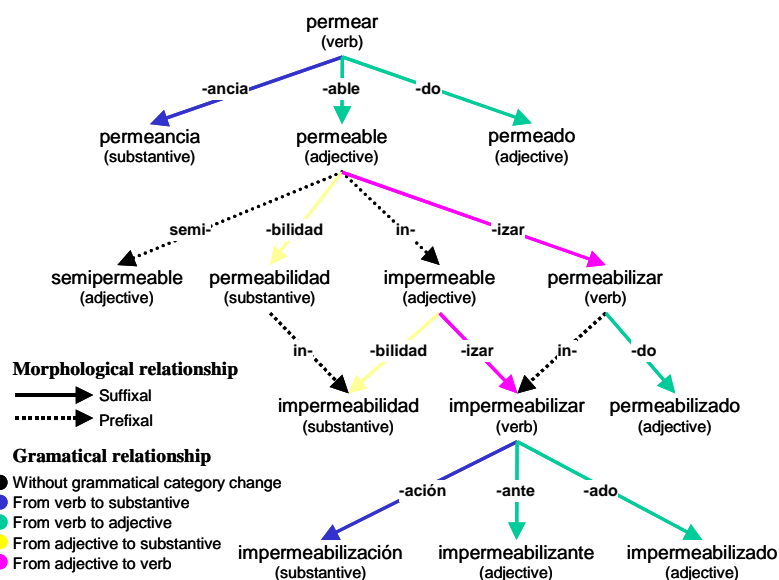 permear
(verb)
-ancia -able -do
permeancia permeable permeado
(substantive) (adjective) (adjective)
semi- -bilidad in- -izar
semipermeable permeabilidad impermeable permeabilizar
(adjective) (substantive) (adjective) (verb)
in- -bilidad -izar in- -do
Morphological relationship
Suffixal
Prefixal
impermeabilidad impermeabilizar permeabilizado
(substantive) (verb) (adjective)
Gramatical relationship
Without grammatical category change
From verb to substantive
From verb to adjective
From adjective to substantive
From adjective to verb
-ación -ante -ado
impermeabilización impermeabilizante impermeabilizado
(substantive) (adjective) (adjective)